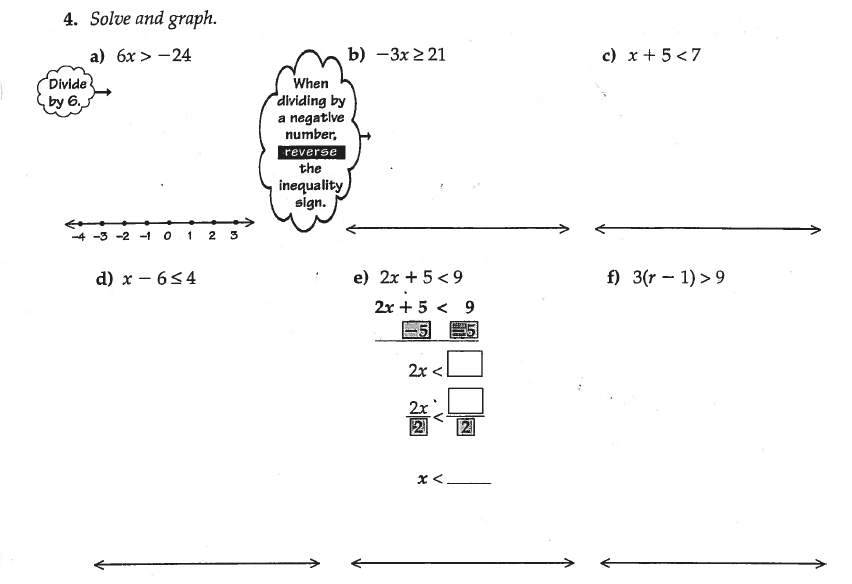 4. Solve and graph.
a) 6x > −24
Divide
by 6.
b) −3x ≥ 21
When
dividing by
a negative
number,
reverse
the
inequality
sign.
c) x + 5 < 7
−4 −3 −2 −1 0 1 2 3
d) x − 6 ≤ 4
e) 2x + 5 < 9
2x + 5 < 9
−5 −5
2x <
2x <
2 2
x < ____
f) 3(r − 1) > 9